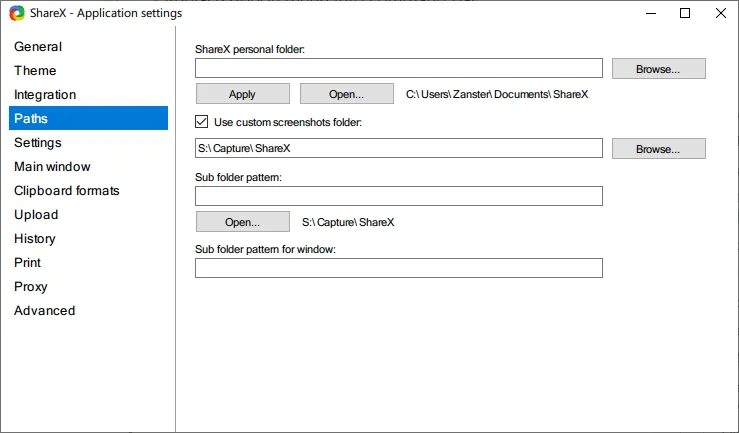 ShareX - Application settings
General
Theme
Integration
Paths
Settings
Main window
Clipboard formats
Upload
History
Print
Proxy
Advanced
ShareX personal folder:
Browse...
Apply
Open...
C:\Users\Zanster\Documents\ShareX
Use custom screenshots folder:
S:\Capture\ShareX
Browse...
Sub folder pattern:
Open...
S:\Capture\ShareX
Sub folder pattern for window: